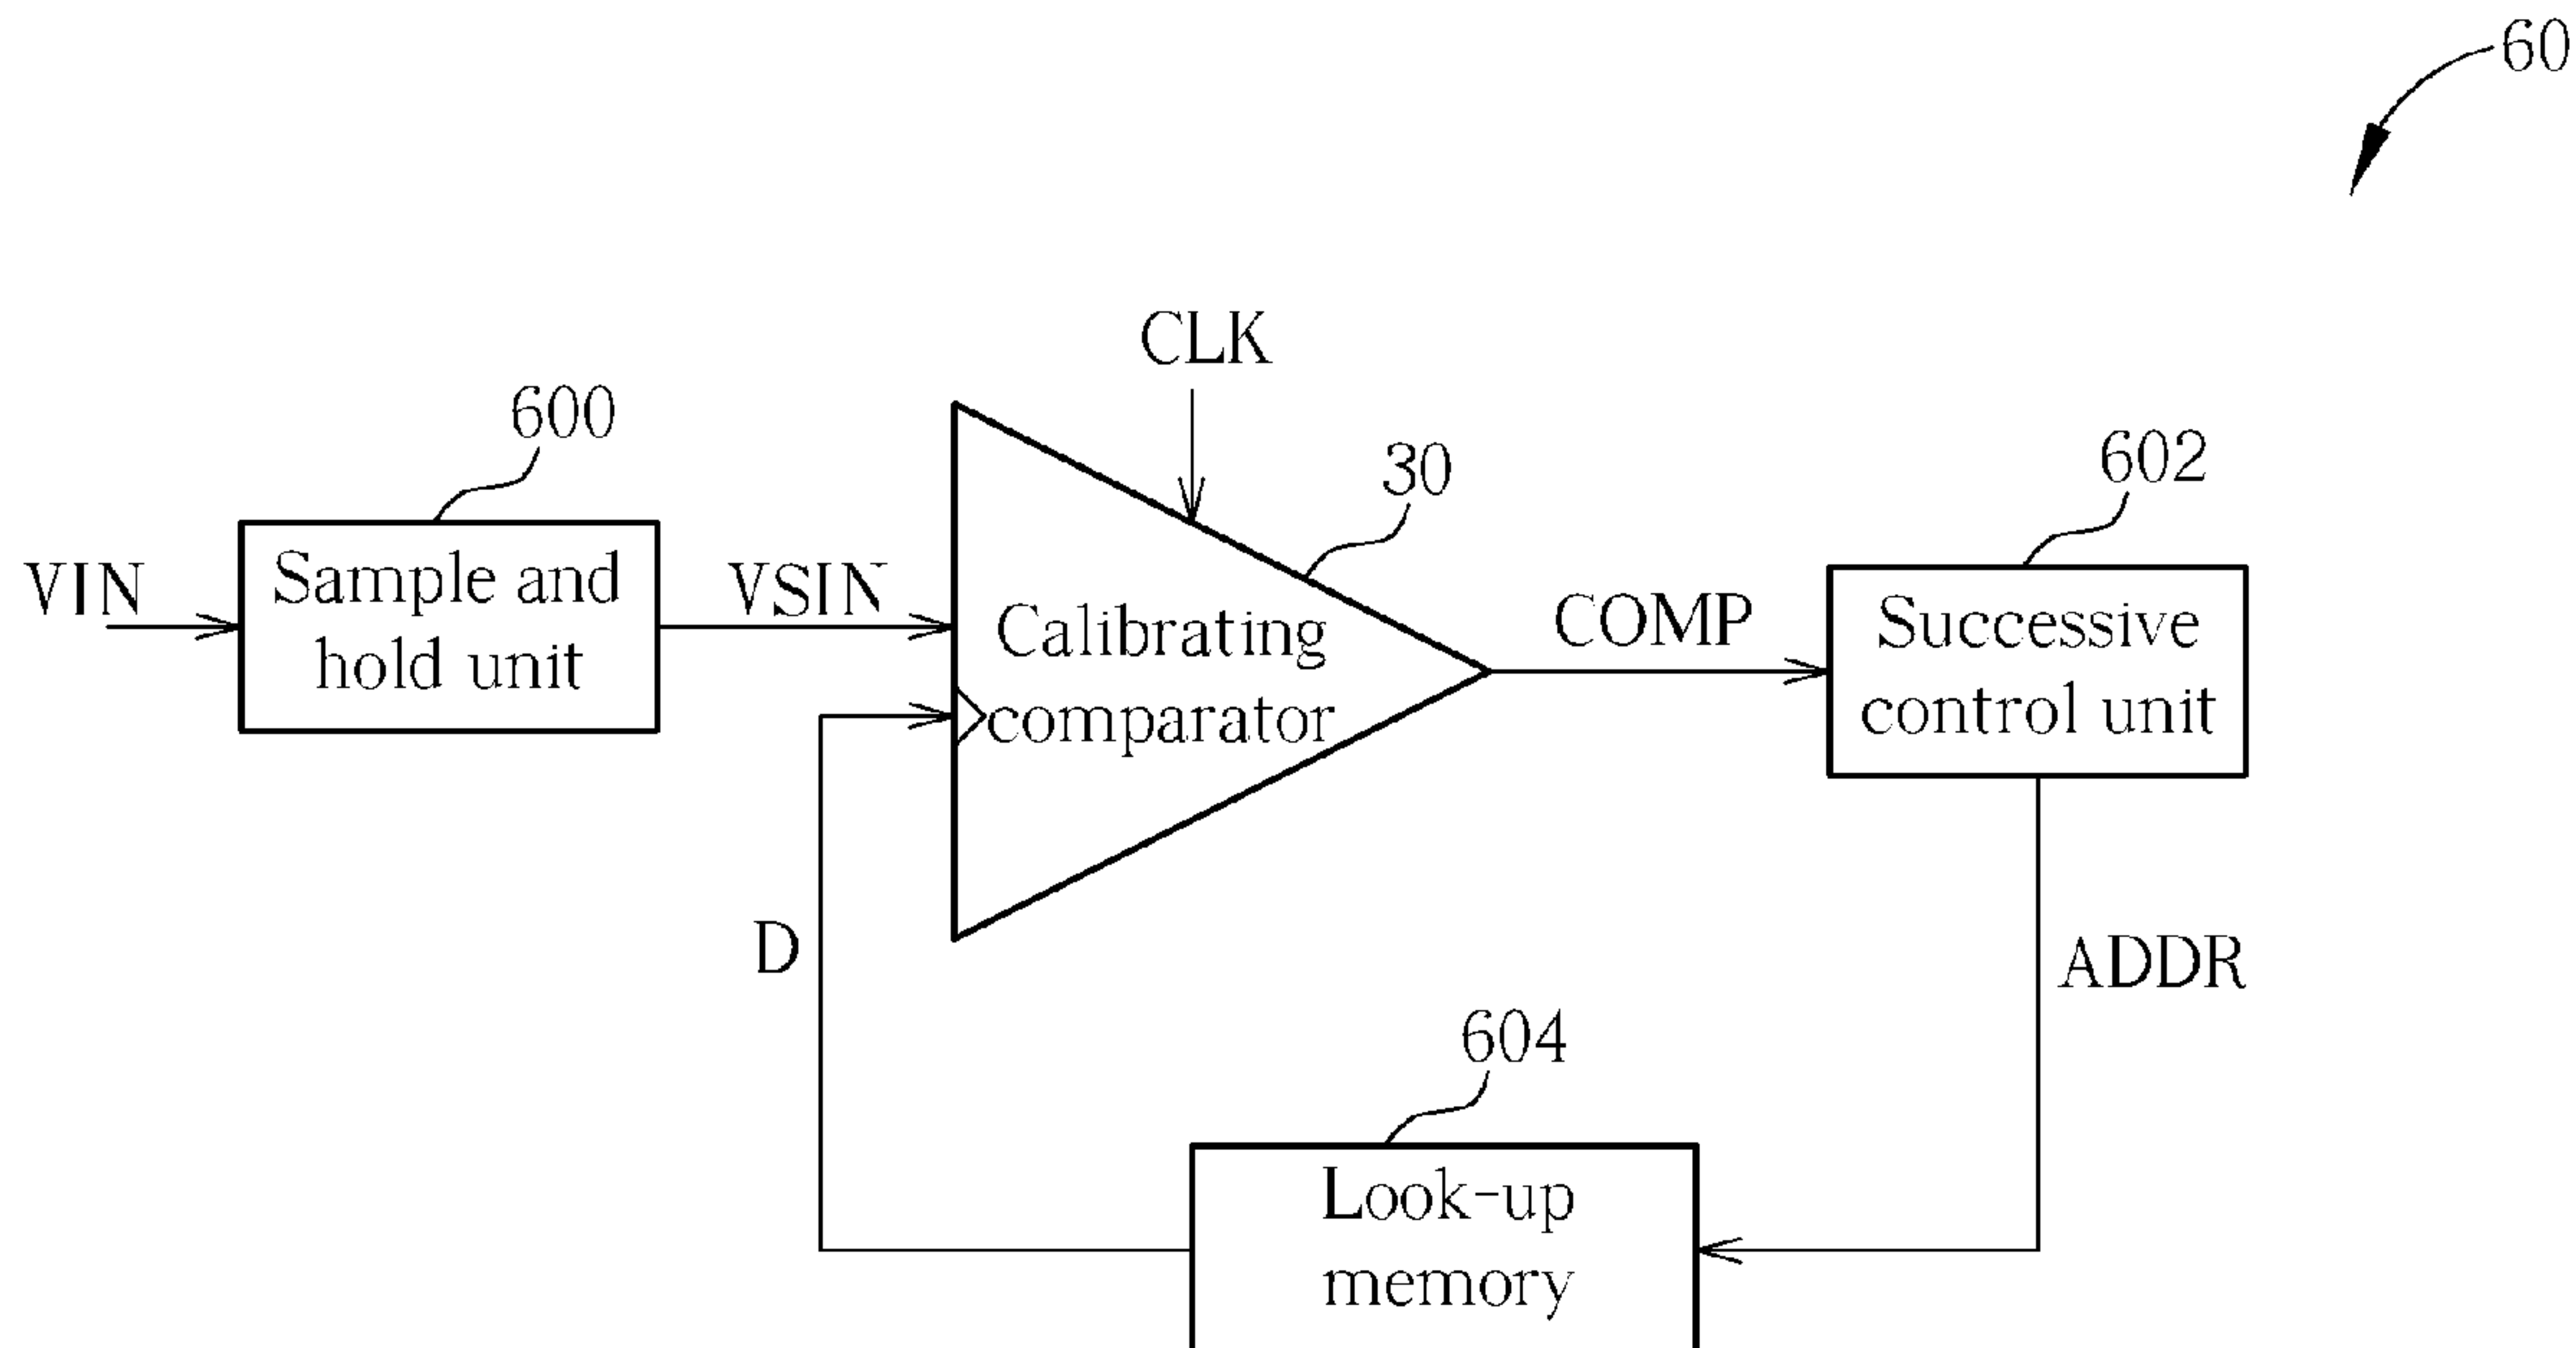 60
CLK
600
30
602
VIN
Sample and
hold unit
VSIN
Calibrating
comparator
COMP
Successive
control unit
D
ADDR
604
Look-up
memory